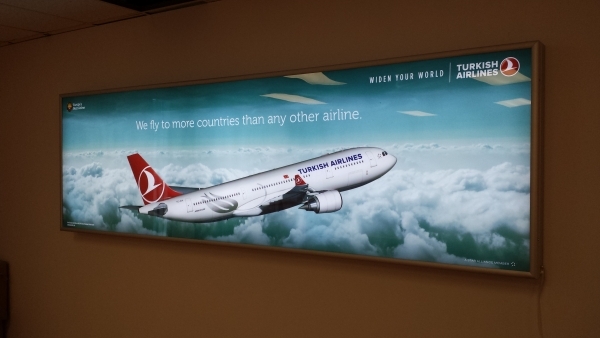 WIDEN YOUR WORLD
TURKISH
AIRLINES
We fly to more countries than any other airline.
TURKISH AIRLINES